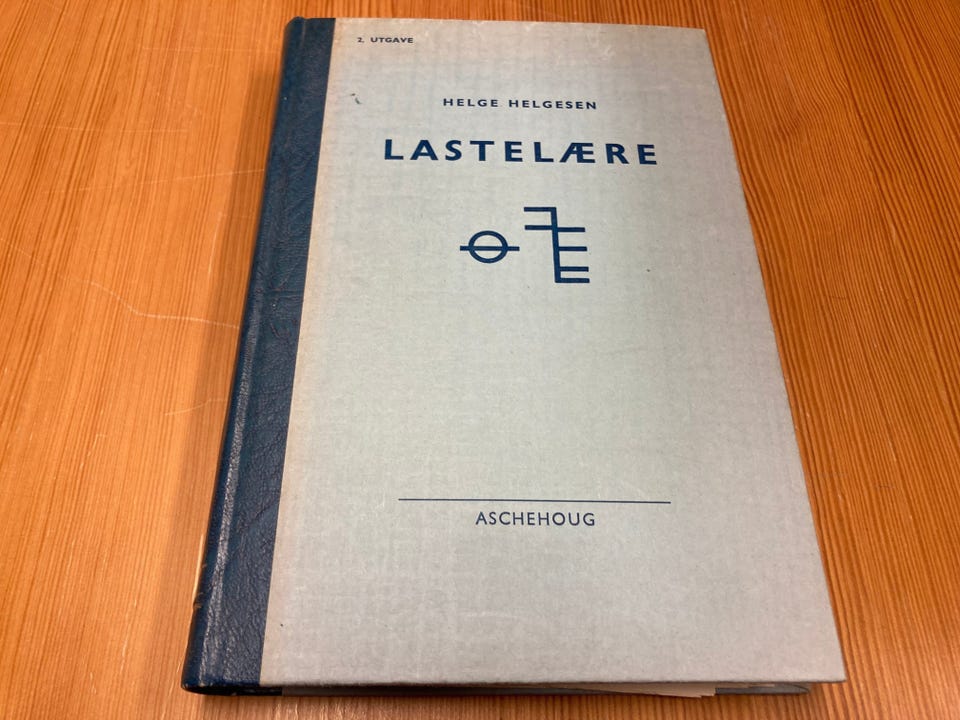 2. UTGAVE
HELGE HELGESEN
LASTELÆRE
ASCHEHOUG